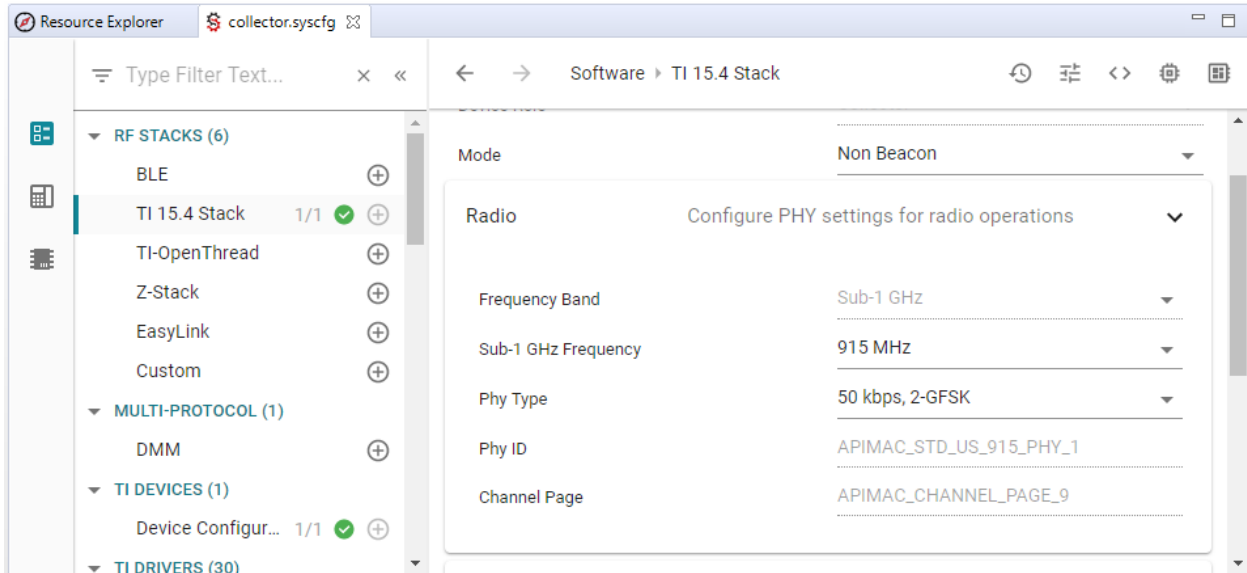 Resource Explorer
collector.syscfg
Type Filter Text...
Software
TI 15.4 Stack
RF STACKS (6)
BLE
TI 15.4 Stack 1/1
TI-OpenThread
Z-Stack
EasyLink
Custom
MULTI-PROTOCOL (1)
DMM
TI DEVICES (1)
Device Configur... 1/1
TI DRIVERS (30)
Mode Non Beacon
Radio Configure PHY settings for radio operations
Frequency Band Sub-1 GHz
Sub-1 GHz Frequency 915 MHz
Phy Type 50 kbps, 2-GFSK
Phy ID APIMAC_STD_US_915_PHY_1
Channel Page APIMAC_CHANNEL_PAGE_9